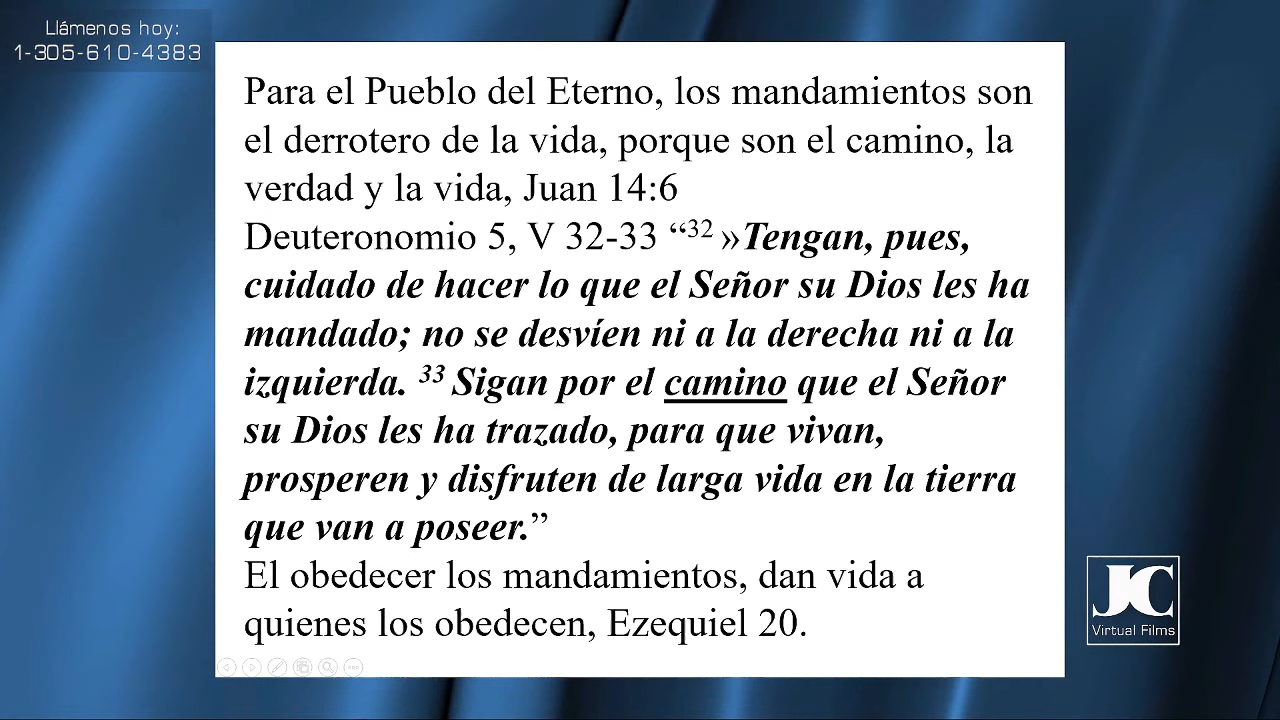 Llámenos hoy:
1-305-610-4383
Para el Pueblo del Eterno, los mandamientos son
el derrotero de la vida, porque son el camino, la
verdad y la vida, Juan 14:6
Deuteronomio 5, V 32-33 “32 »Tengan, pues,
cuidado de hacer lo que el Señor su Dios les ha
mandado; no se desvíen ni a la derecha ni a la
izquierda. 33 Sigan por el camino que el Señor
su Dios les ha trazado, para que vivan,
prosperen y disfruten de larga vida en la tierra
que van a poseer.”
El obedecer los mandamientos, dan vida a
quienes los obedecen, Ezequiel 20.
JC
Virtual Films